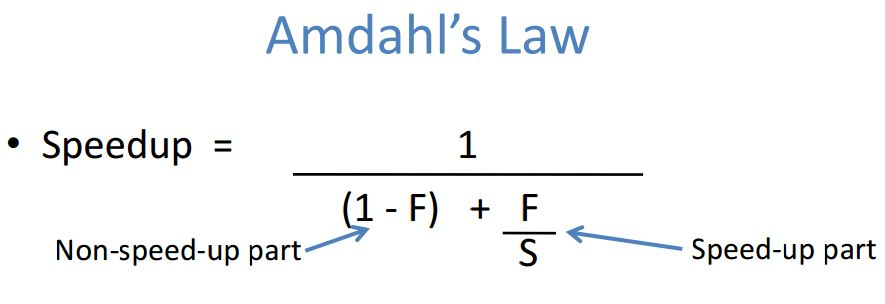 Amdahl's Law
• Speedup = 1
(1 - F) + F
Non-speed-up part
S
Speed-up part